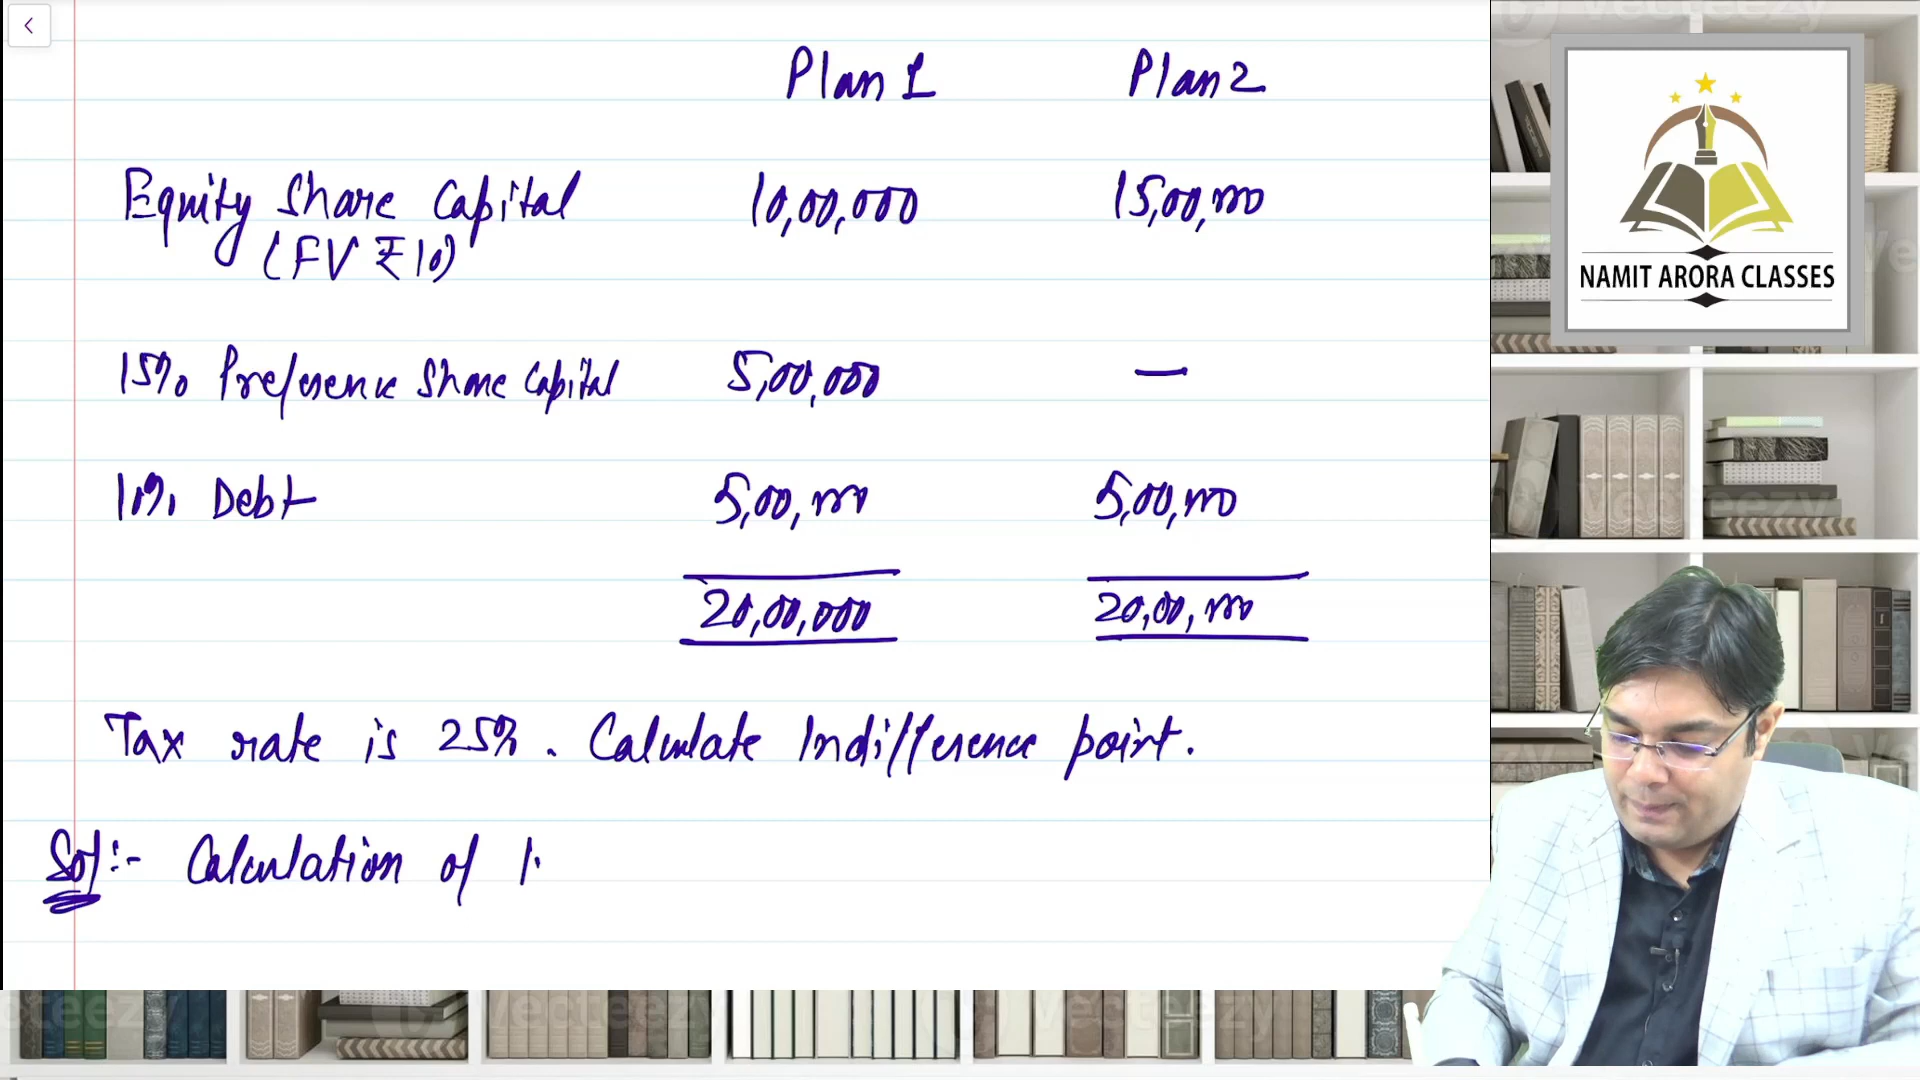 Plan 1 Plan 2
Equity Share Capital 10,00,000 15,00,000
(FV ₹10)
15% Preference Share Capital 5,00,000 —
10% Debt 5,00,000 5,00,000
20,00,000 20,00,000
Tax rate is 25%. Calculate Indifference point.
Sol:- Calculation of
NAMIT ARORA CLASSES
Vecteezy